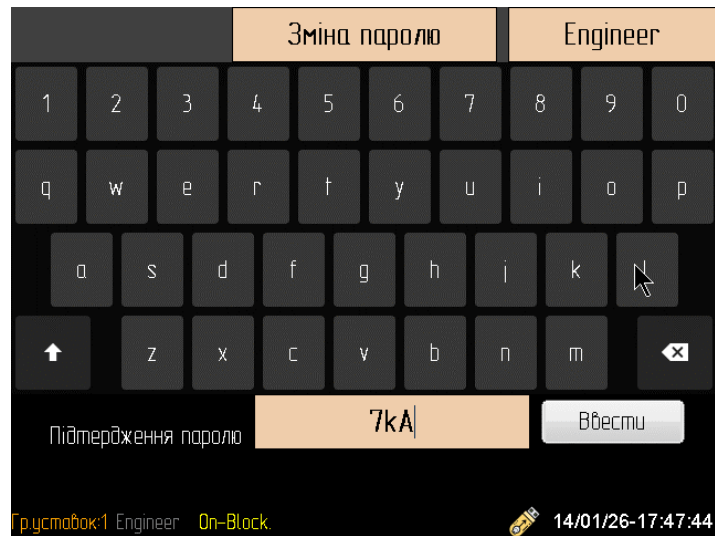 Зміна паролю Engineer
1 2 3 4 5 6 7 8 9 0
q w e r t y u i o p
a s d f g h j k l
z x c v b n m
Підтердження паролю 7kA Ввести
Гр.уставок:1 Engineer On-Block. 14/01/26-17:47:44